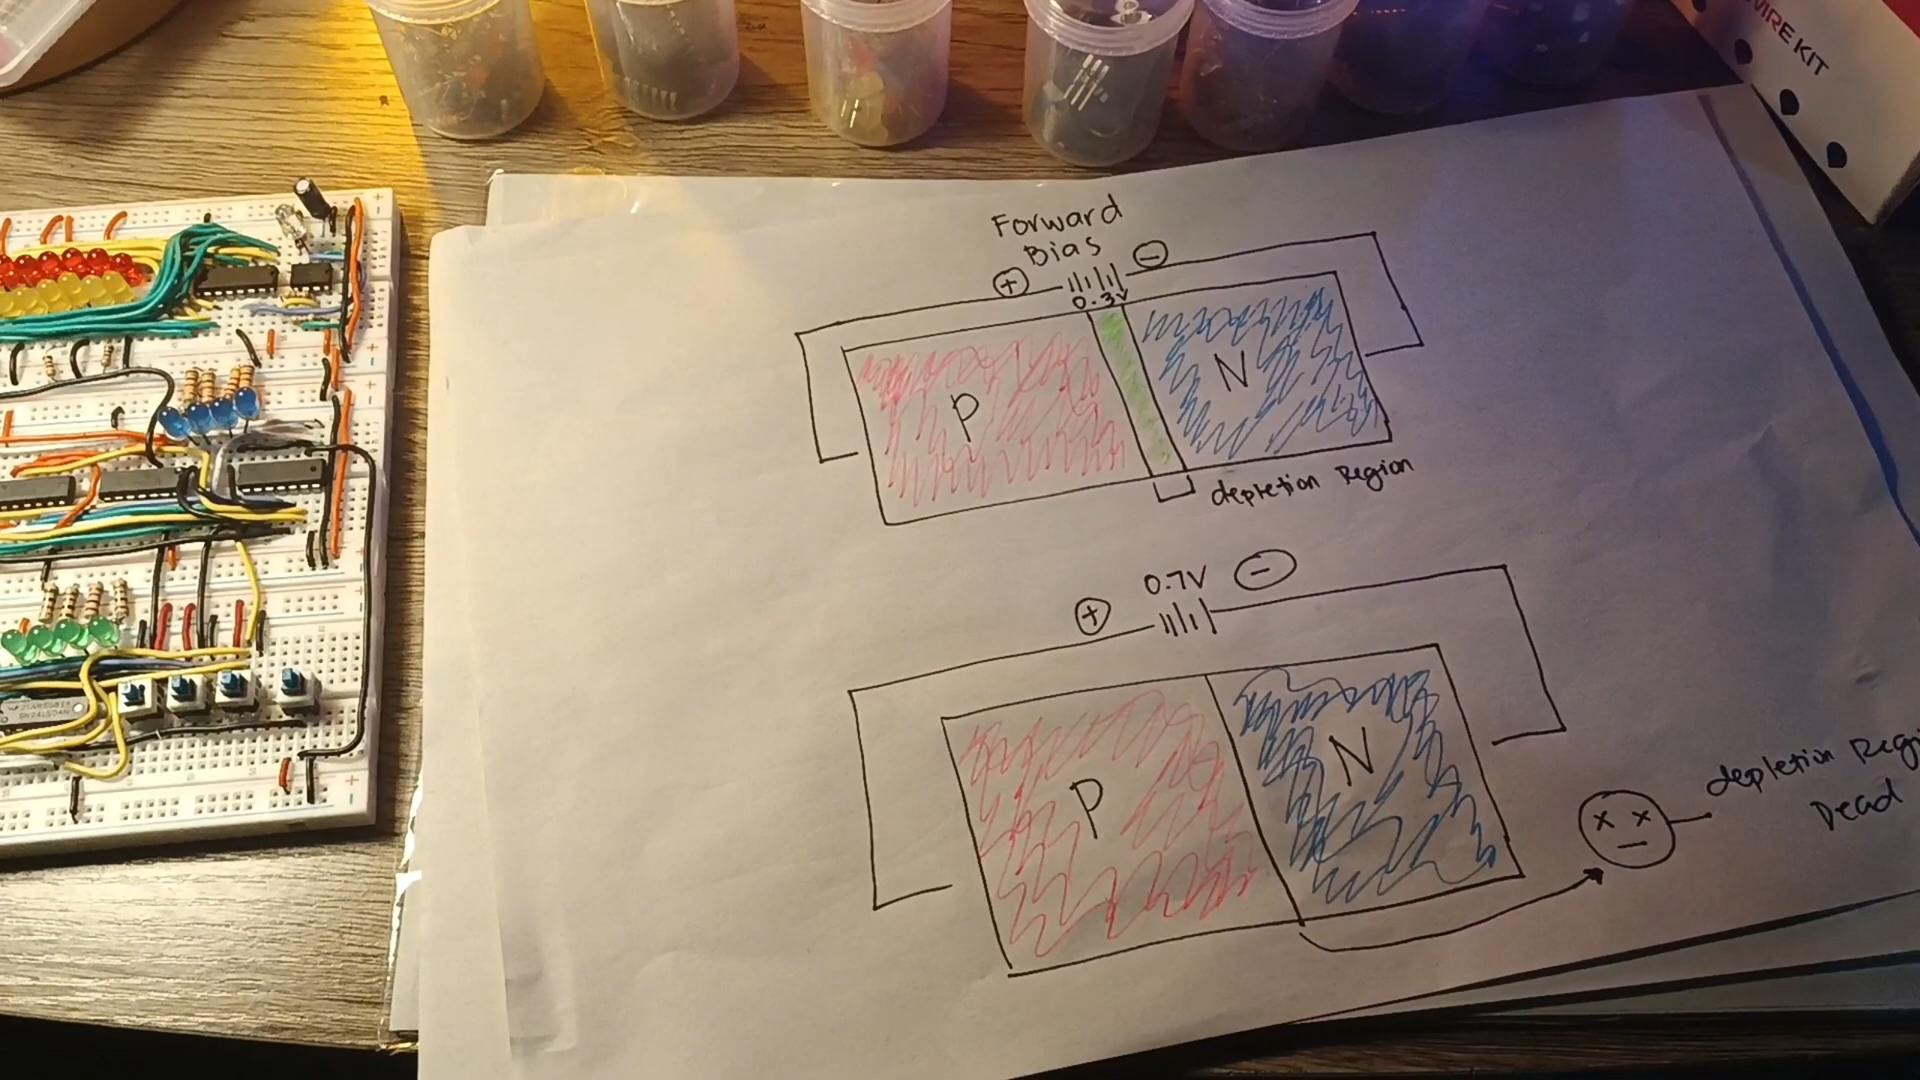 WIRE KIT
Forward
Bias
+ -
0.3V
P
N
depletion Region
0.7V -
+
P
N
x x
depletion Regi
Dead